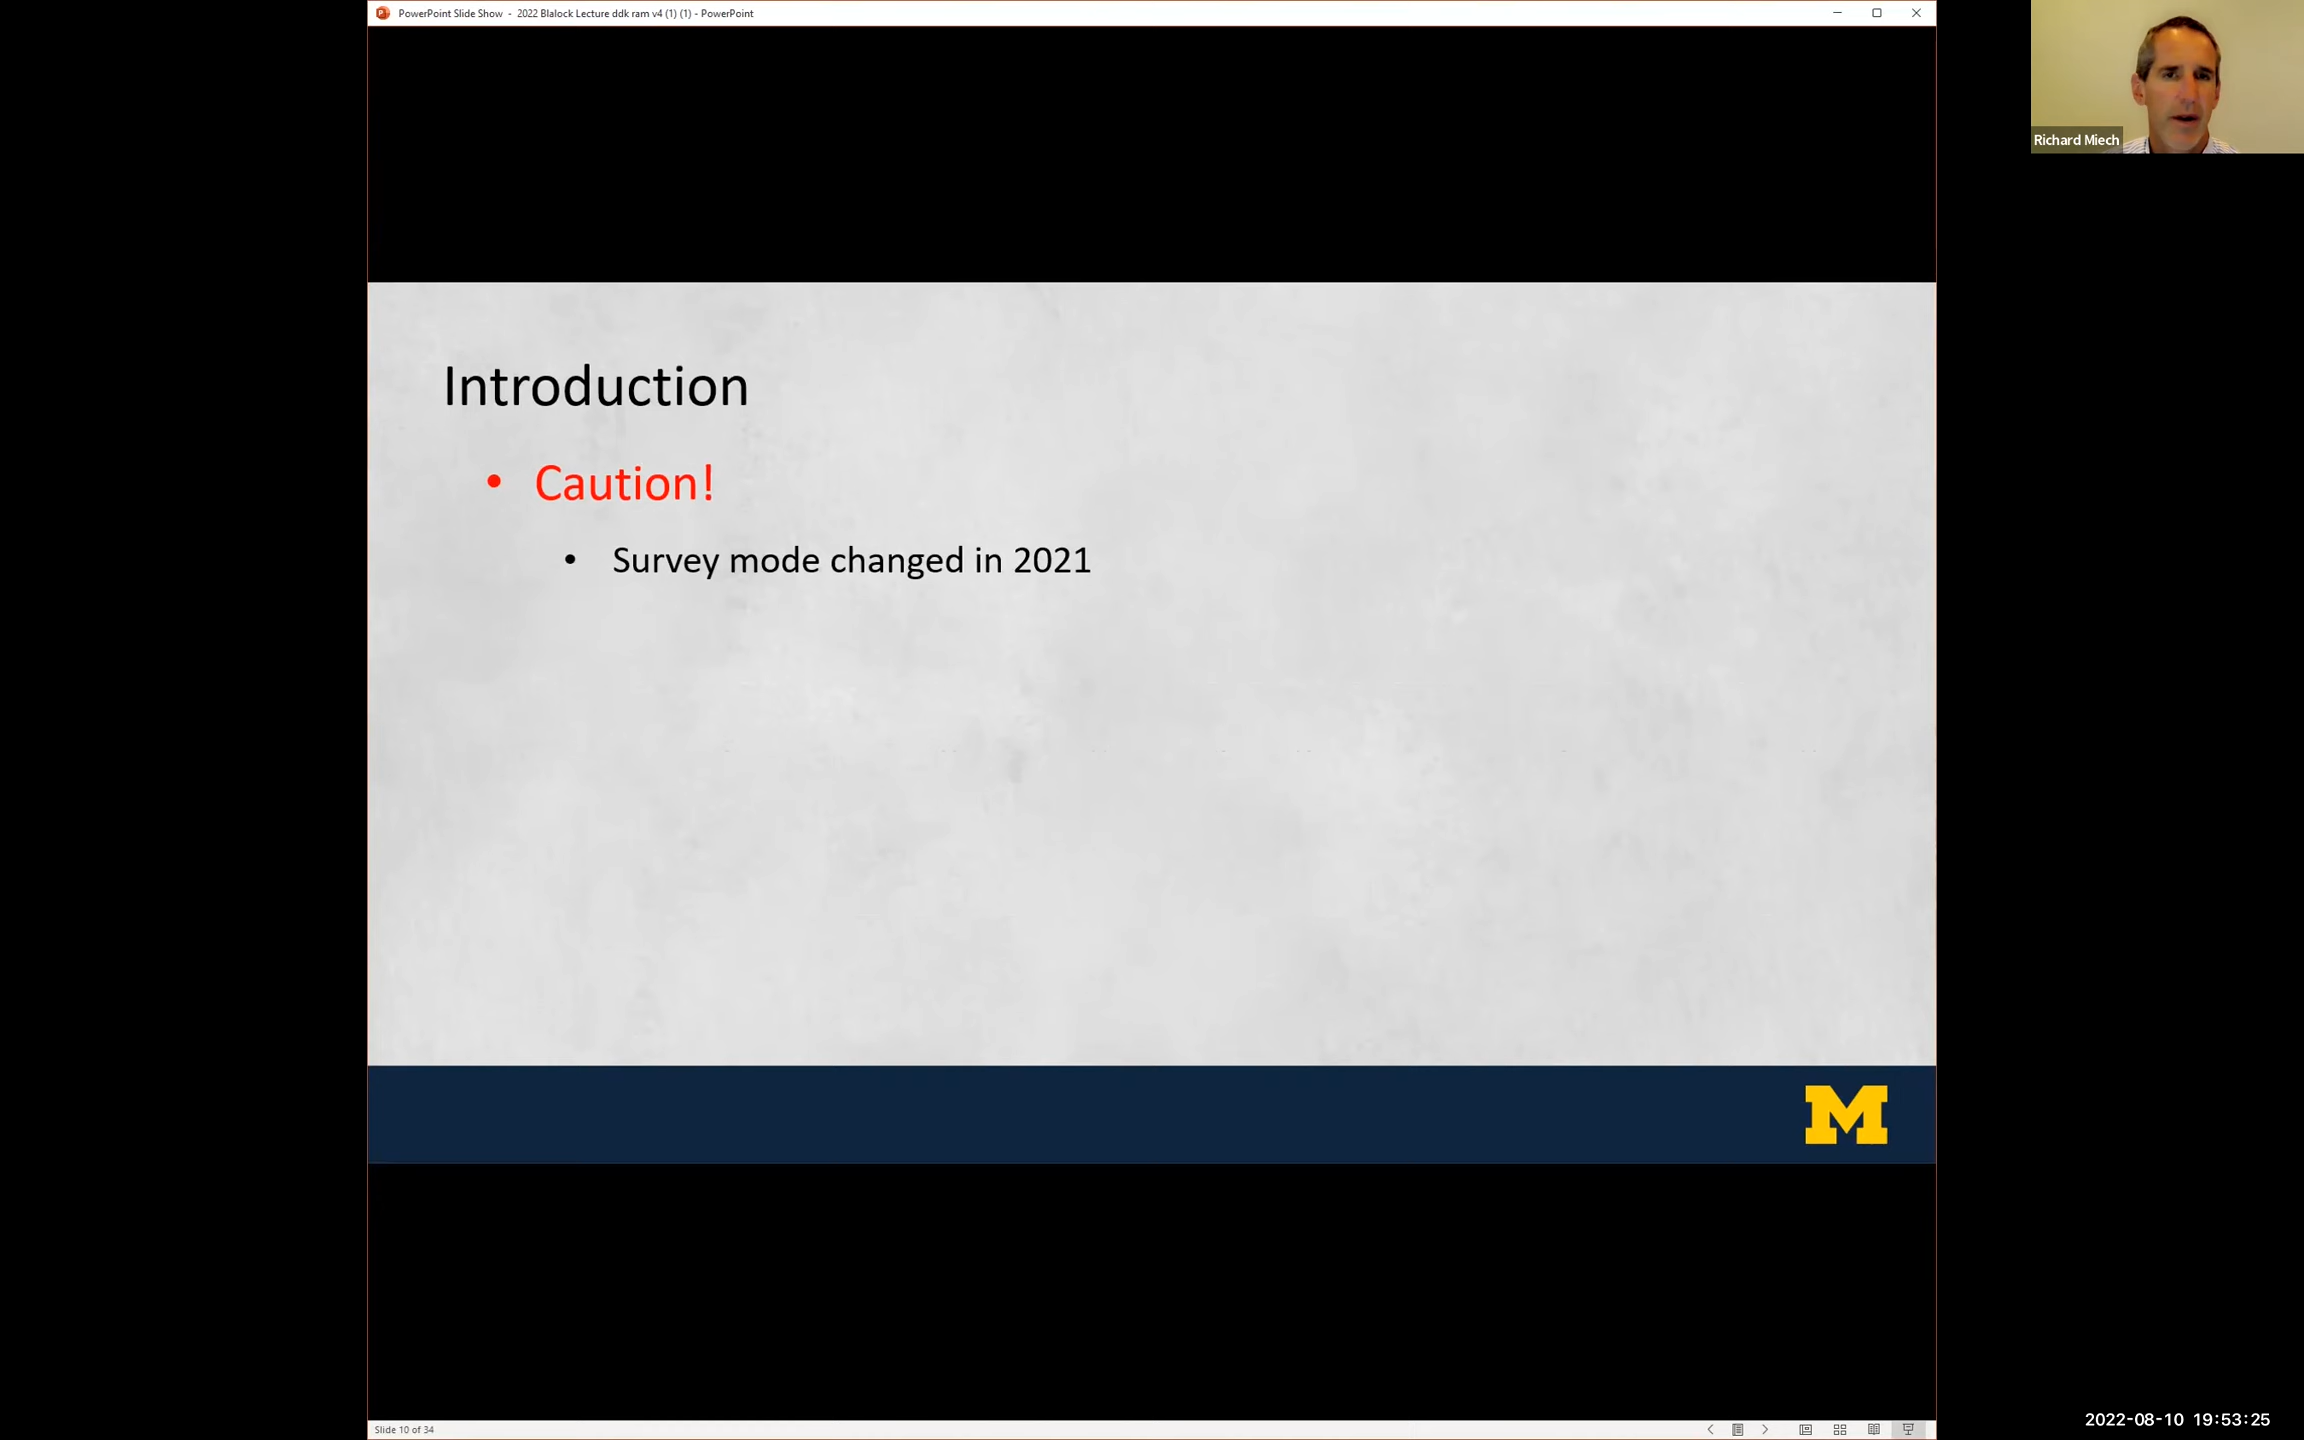 PowerPoint Slide Show - 2022 Blalock Lecture ddk ram v4 (1) (1) - PowerPoint
Richard Miech
Introduction
• Caution!
• Survey mode changed in 2021
M
Slide 10 of 34
2022-08-10 19:53:25